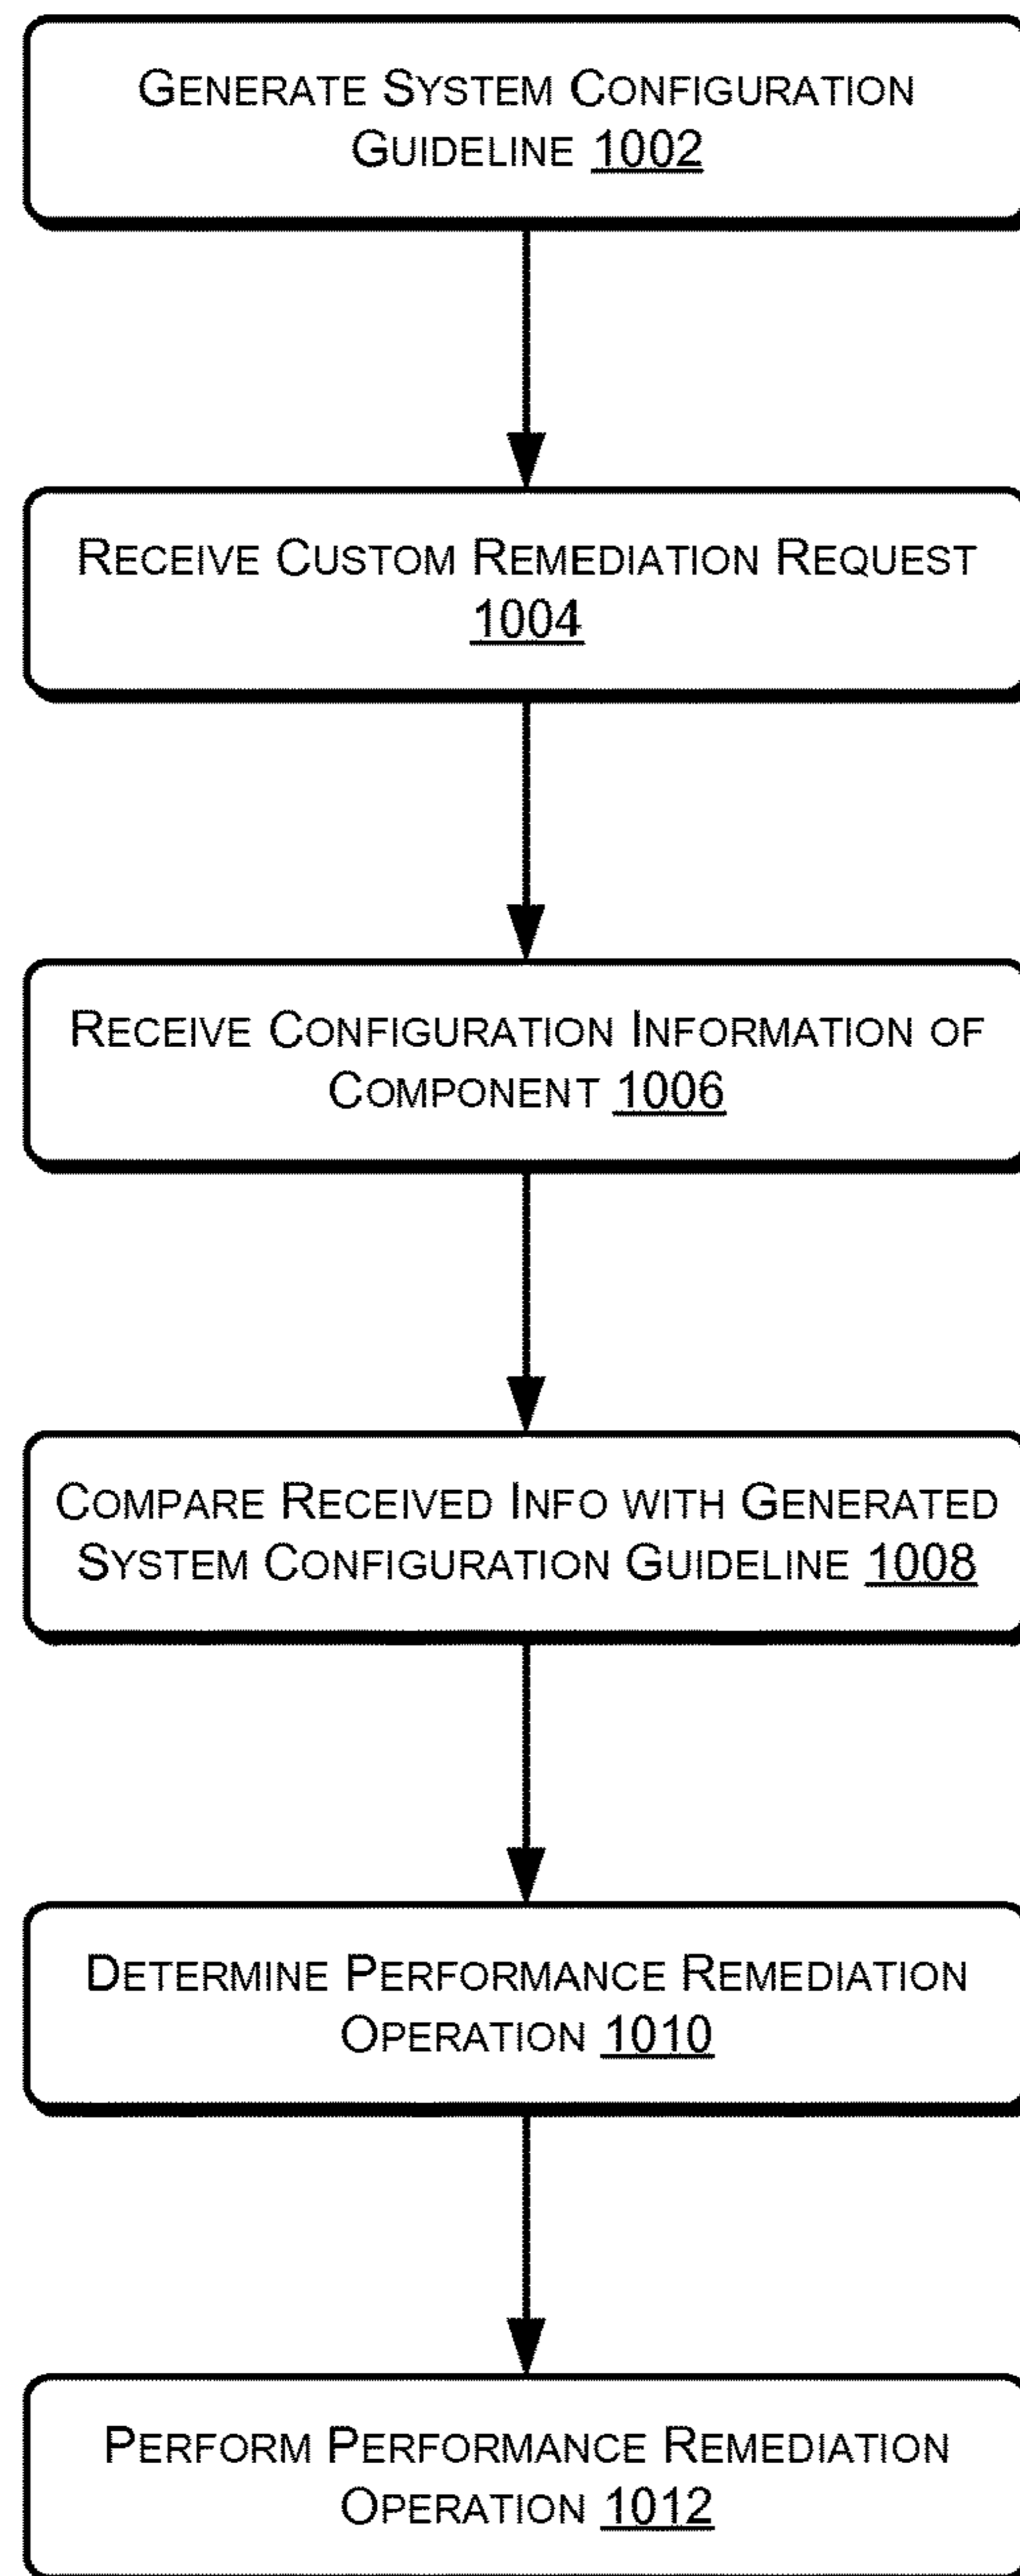 GENERATE SYSTEM CONFIGURATION
GUIDELINE 1002
RECEIVE CUSTOM REMEDIATION REQUEST
1004
RECEIVE CONFIGURATION INFORMATION OF
COMPONENT 1006
COMPARE RECEIVED INFO WITH GENERATED
SYSTEM CONFIGURATION GUIDELINE 1008
DETERMINE PERFORMANCE REMEDIATION
OPERATION 1010
PERFORM PERFORMANCE REMEDIATION
OPERATION 1012